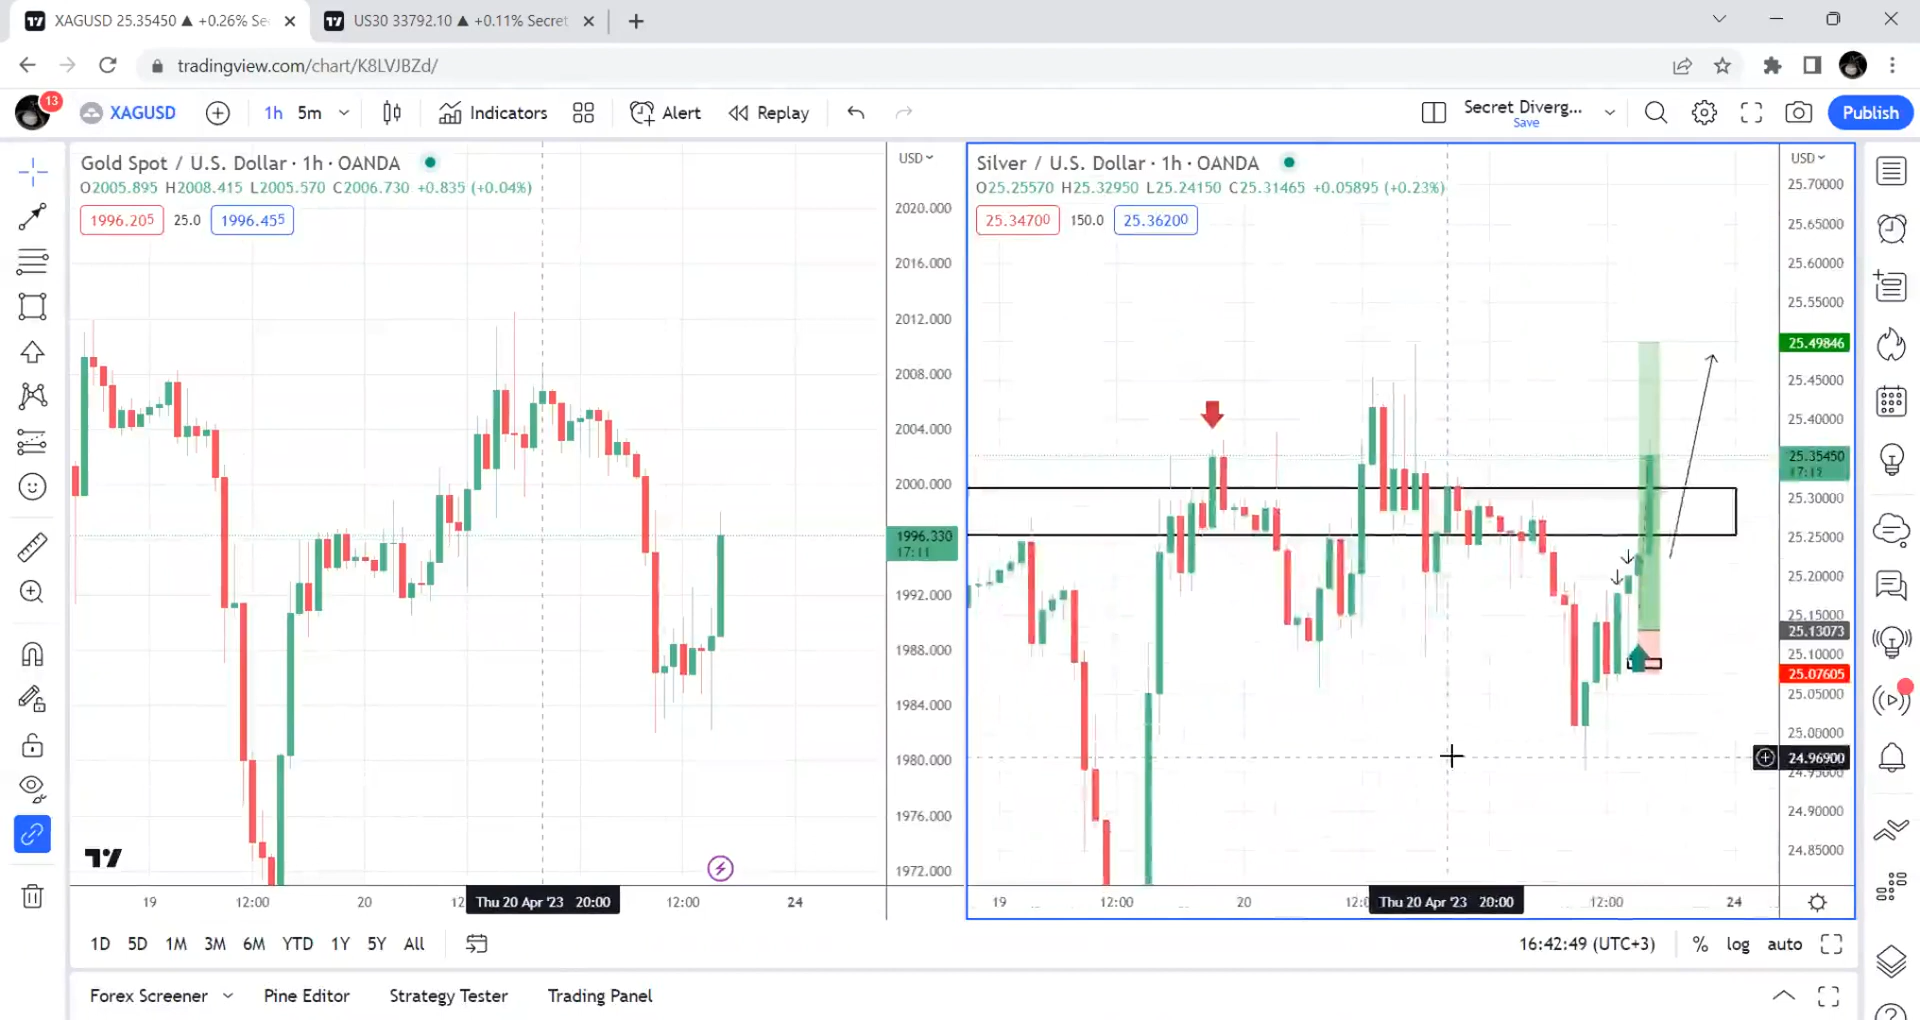 XAGUSD 25.35450 ▲ +0.26% Se
US30 33792.10 ▲ +0.11% Secret
tradingview.com/chart/K8LVJBZd/
13
XAGUSD
1h
5m
Indicators
Alert
Replay
Secret Diverg...
Save
Publish
Gold Spot / U.S. Dollar · 1h · OANDA
O2005.895 H2008.415 L2005.570 C2006.730 +0.835 (+0.04%)
1996.205
25.0
1996.455
USD
2020.000
2016.000
2012.000
2008.000
2004.000
2000.000
1996.330
17:11
1992.000
1988.000
1984.000
1980.000
1976.000
1972.000
19
12:00
20
12
Thu 20 Apr '23 20:00
12:00
24
Silver / U.S. Dollar · 1h · OANDA
O25.25570 H25.32950 L25.24150 C25.31465 +0.05895 (+0.23%)
25.34700
150.0
25.36200
USD
25.70000
25.65000
25.60000
25.55000
25.49846
25.45000
25.40000
25.35450
17:12
25.30000
25.25000
25.20000
25.15000
25.13073
25.10000
25.07605
25.05000
25.00000
24.96900
24.95000
24.90000
24.85000
19
12:00
20
12:0
Thu 20 Apr '23 20:00
12:00
24
1D 5D 1M 3M 6M YTD 1Y 5Y All
16:42:49 (UTC+3)
% log auto
Forex Screener
Pine Editor
Strategy Tester
Trading Panel